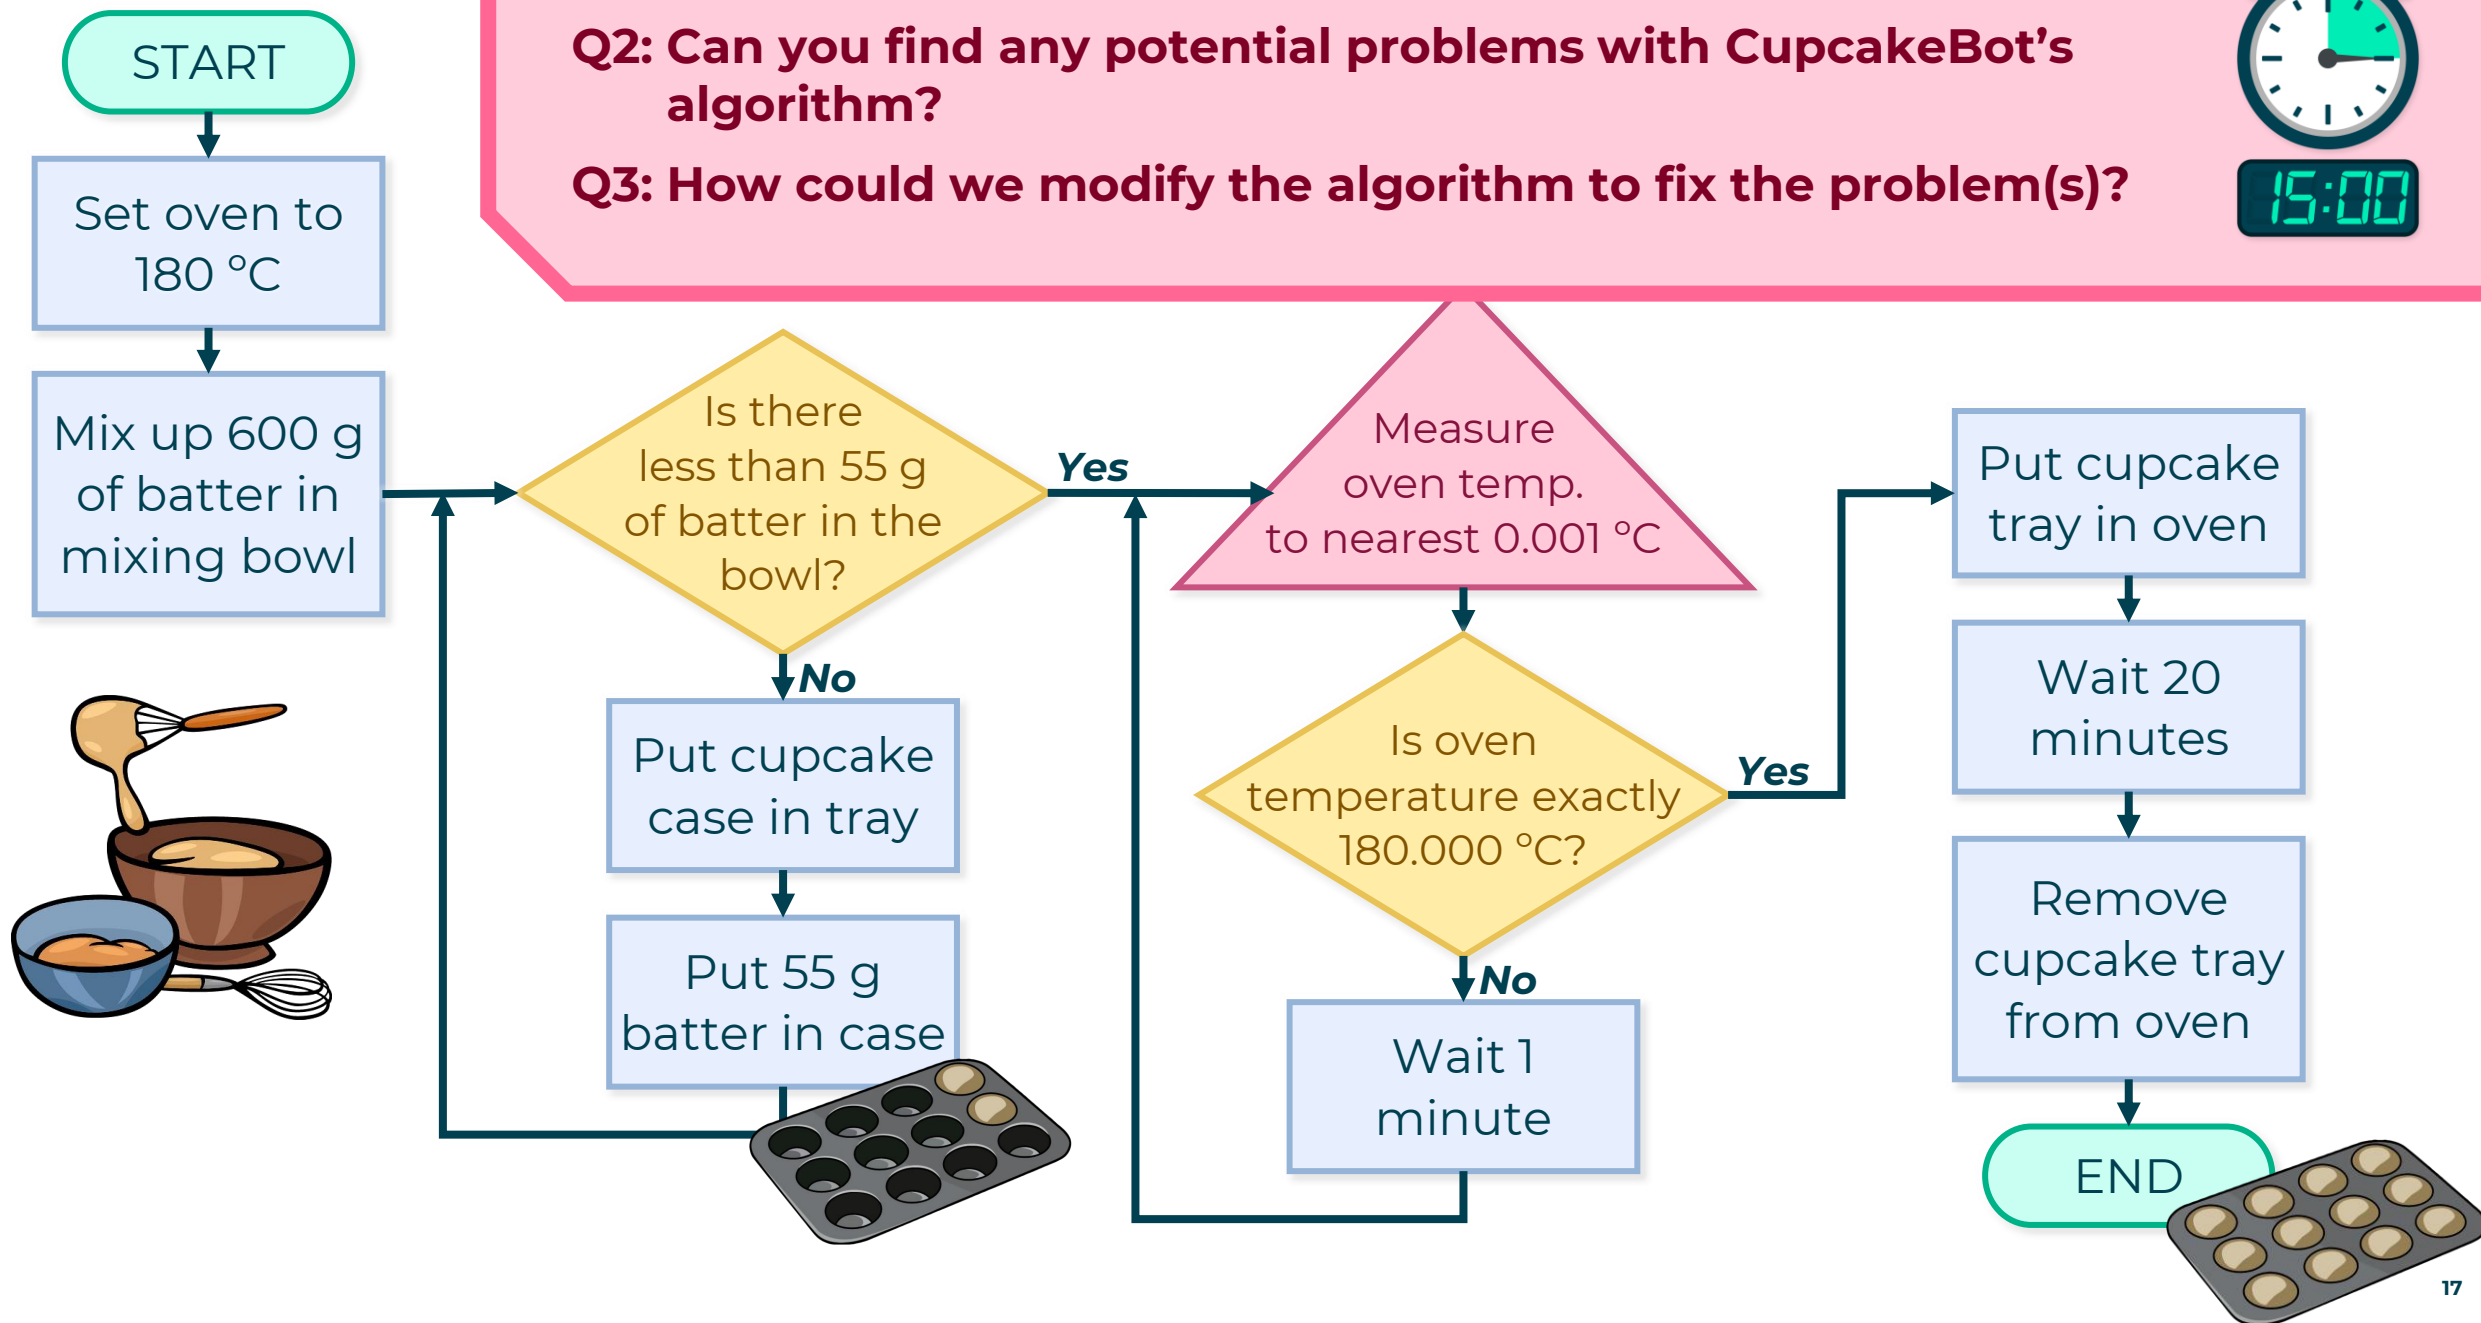 START
Set oven to
180 ºC
Mix up 600 g
of batter in
mixing bowl
Q2: Can you find any potential problems with CupcakeBot’s
algorithm?
Q3: How could we modify the algorithm to fix the problem(s)?
15:00
Is there
less than 55 g
of batter in the
bowl?
Yes
No
Put cupcake
case in tray
Put 55 g
batter in case
Measure
oven temp.
to nearest 0.001 ºC
Is oven
temperature exactly
180.000 ºC?
Yes
No
Wait 1
minute
Put cupcake
tray in oven
Wait 20
minutes
Remove
cupcake tray
from oven
END
17